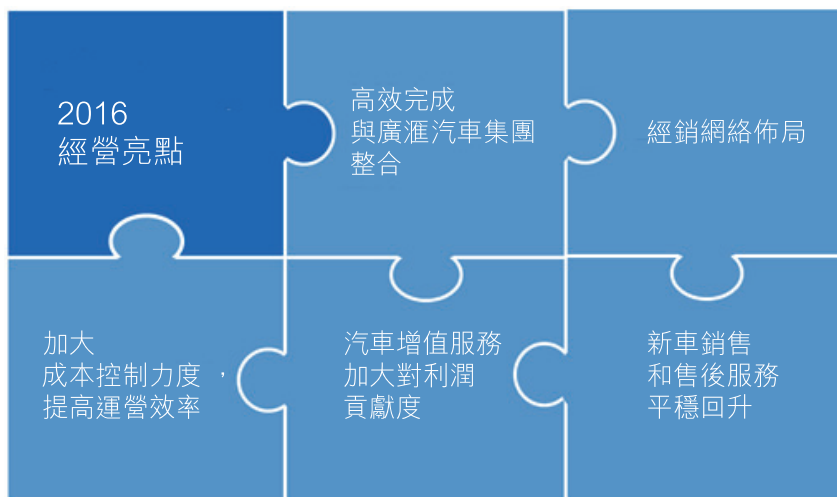 2016
經營亮點
高效完成
與廣滙汽車集團
整合
經銷網絡佈局
加大
成本控制力度，
提高運營效率
汽車增值服務
加大對利潤
貢獻度
新車銷售
和售後服務
平穩回升